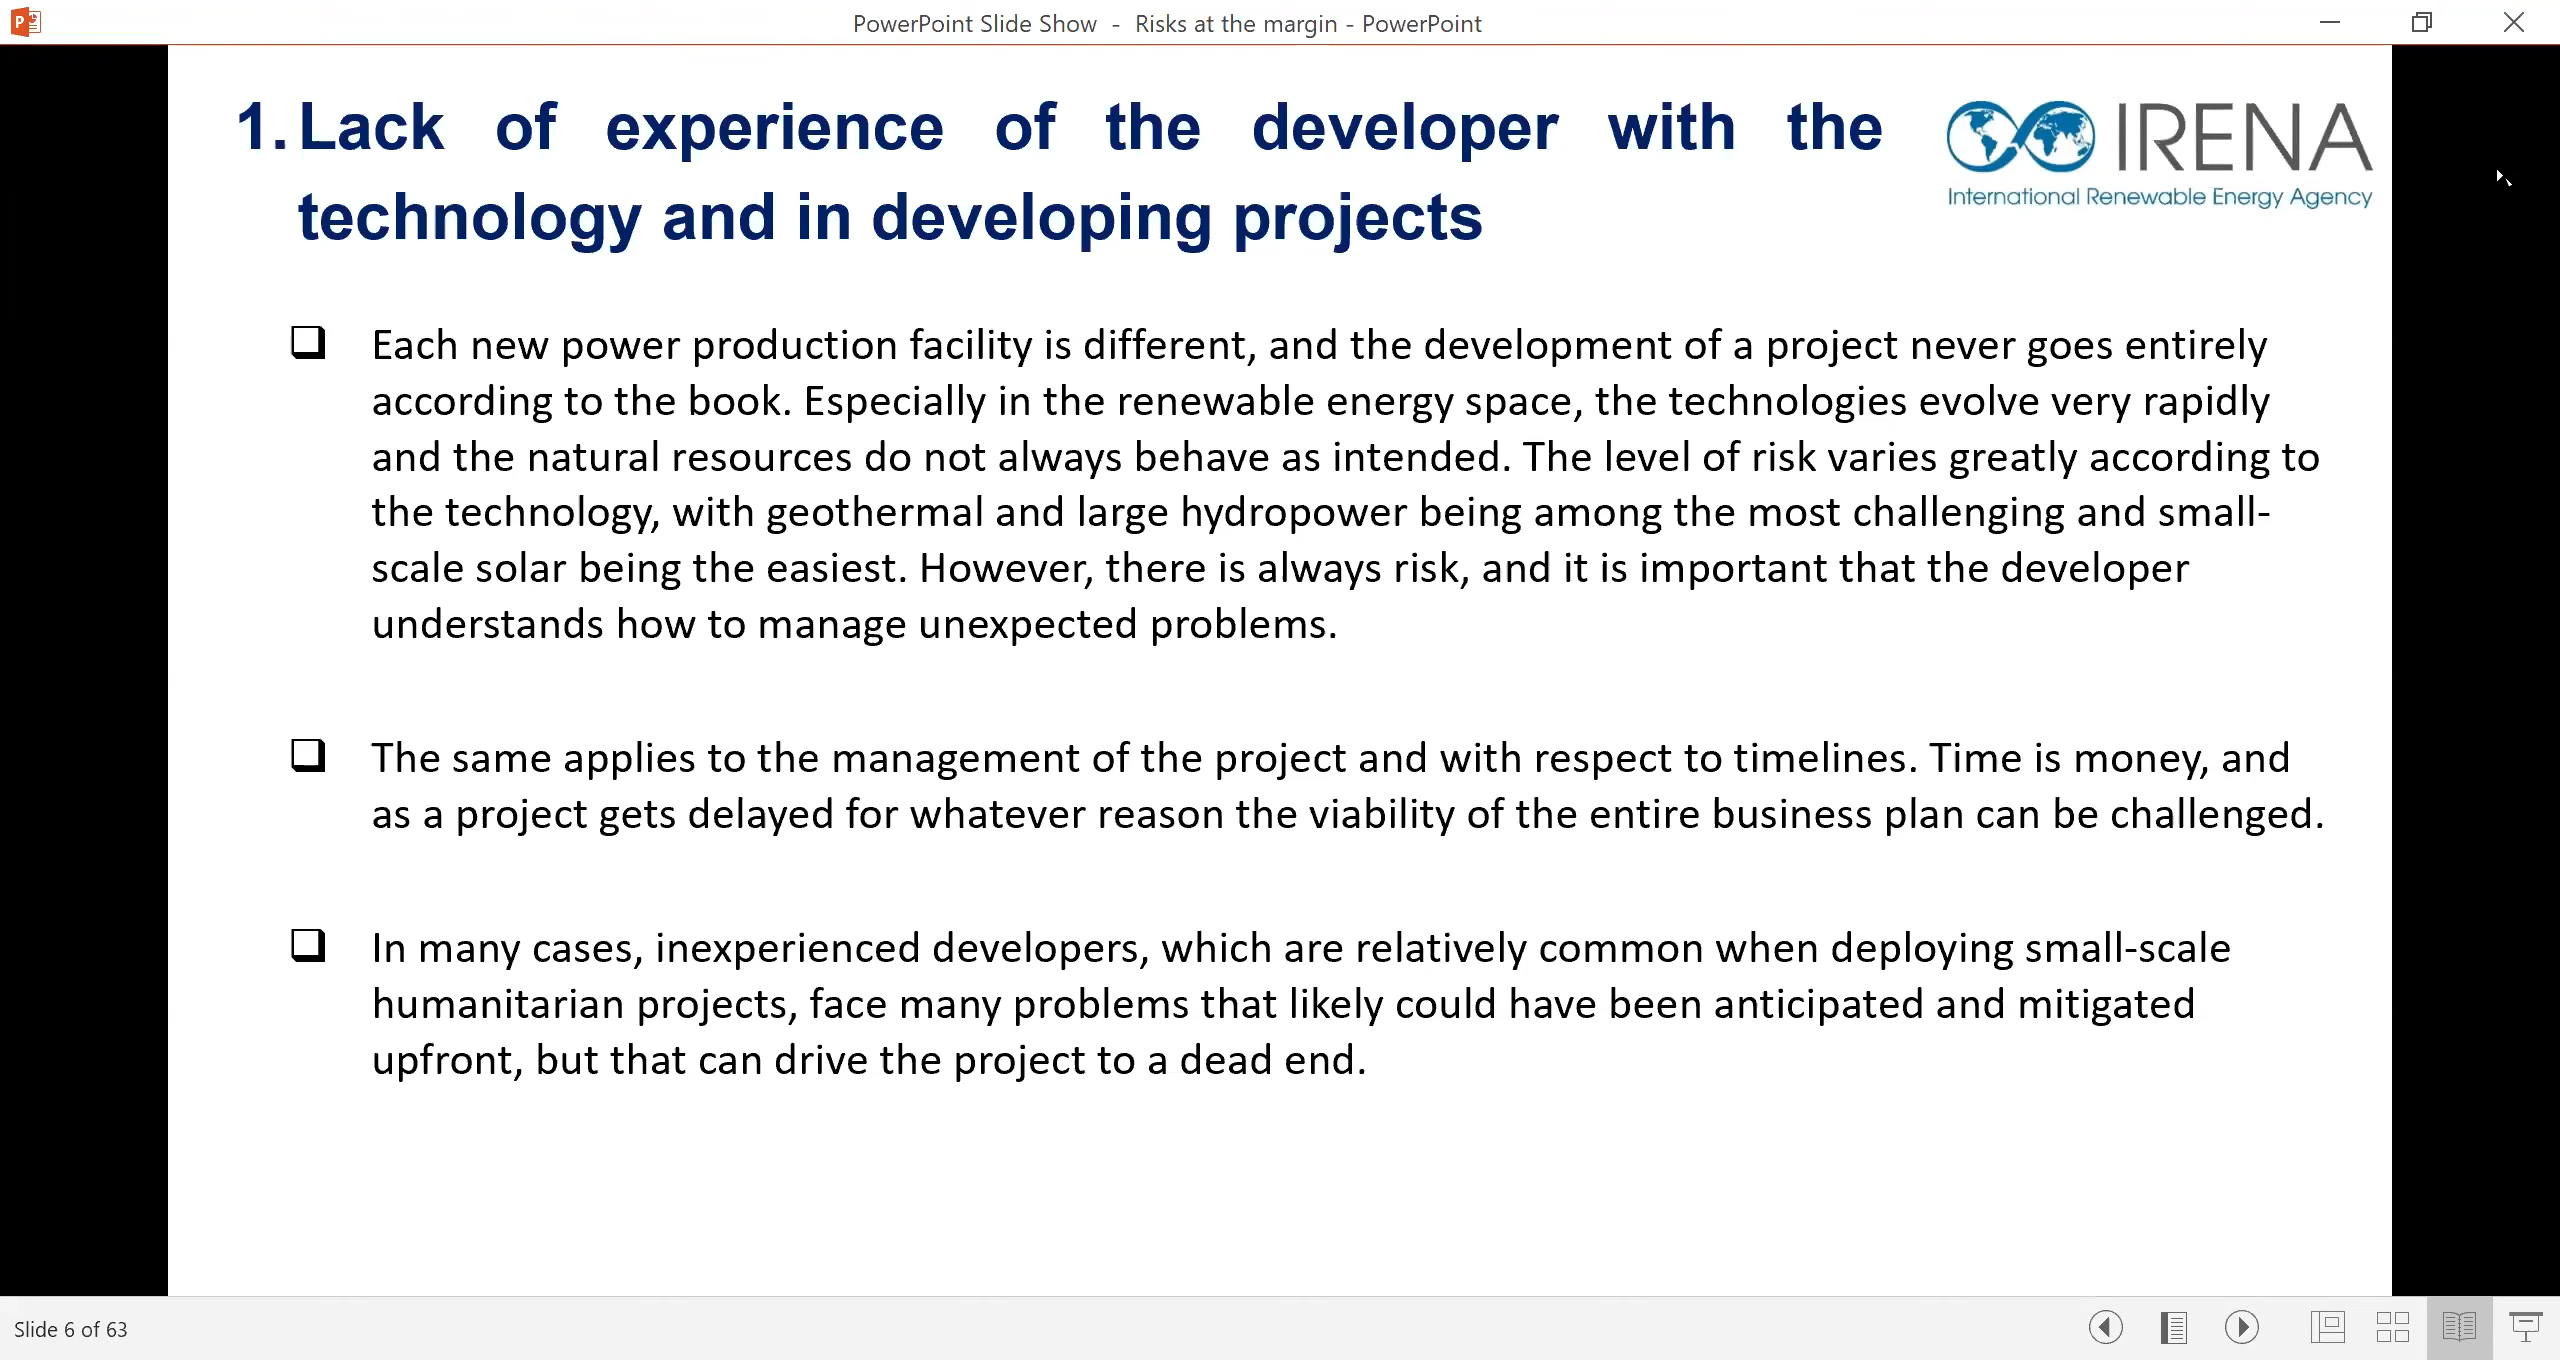 PowerPoint Slide Show - Risks at the margin - PowerPoint
1. Lack of experience of the developer with the
technology and in developing projects
IRENA
International Renewable Energy Agency
Each new power production facility is different, and the development of a project never goes entirely
according to the book. Especially in the renewable energy space, the technologies evolve very rapidly
and the natural resources do not always behave as intended. The level of risk varies greatly according to
the technology, with geothermal and large hydropower being among the most challenging and small-
scale solar being the easiest. However, there is always risk, and it is important that the developer
understands how to manage unexpected problems.
The same applies to the management of the project and with respect to timelines. Time is money, and
as a project gets delayed for whatever reason the viability of the entire business plan can be challenged.
In many cases, inexperienced developers, which are relatively common when deploying small-scale
humanitarian projects, face many problems that likely could have been anticipated and mitigated
upfront, but that can drive the project to a dead end.
Slide 6 of 63